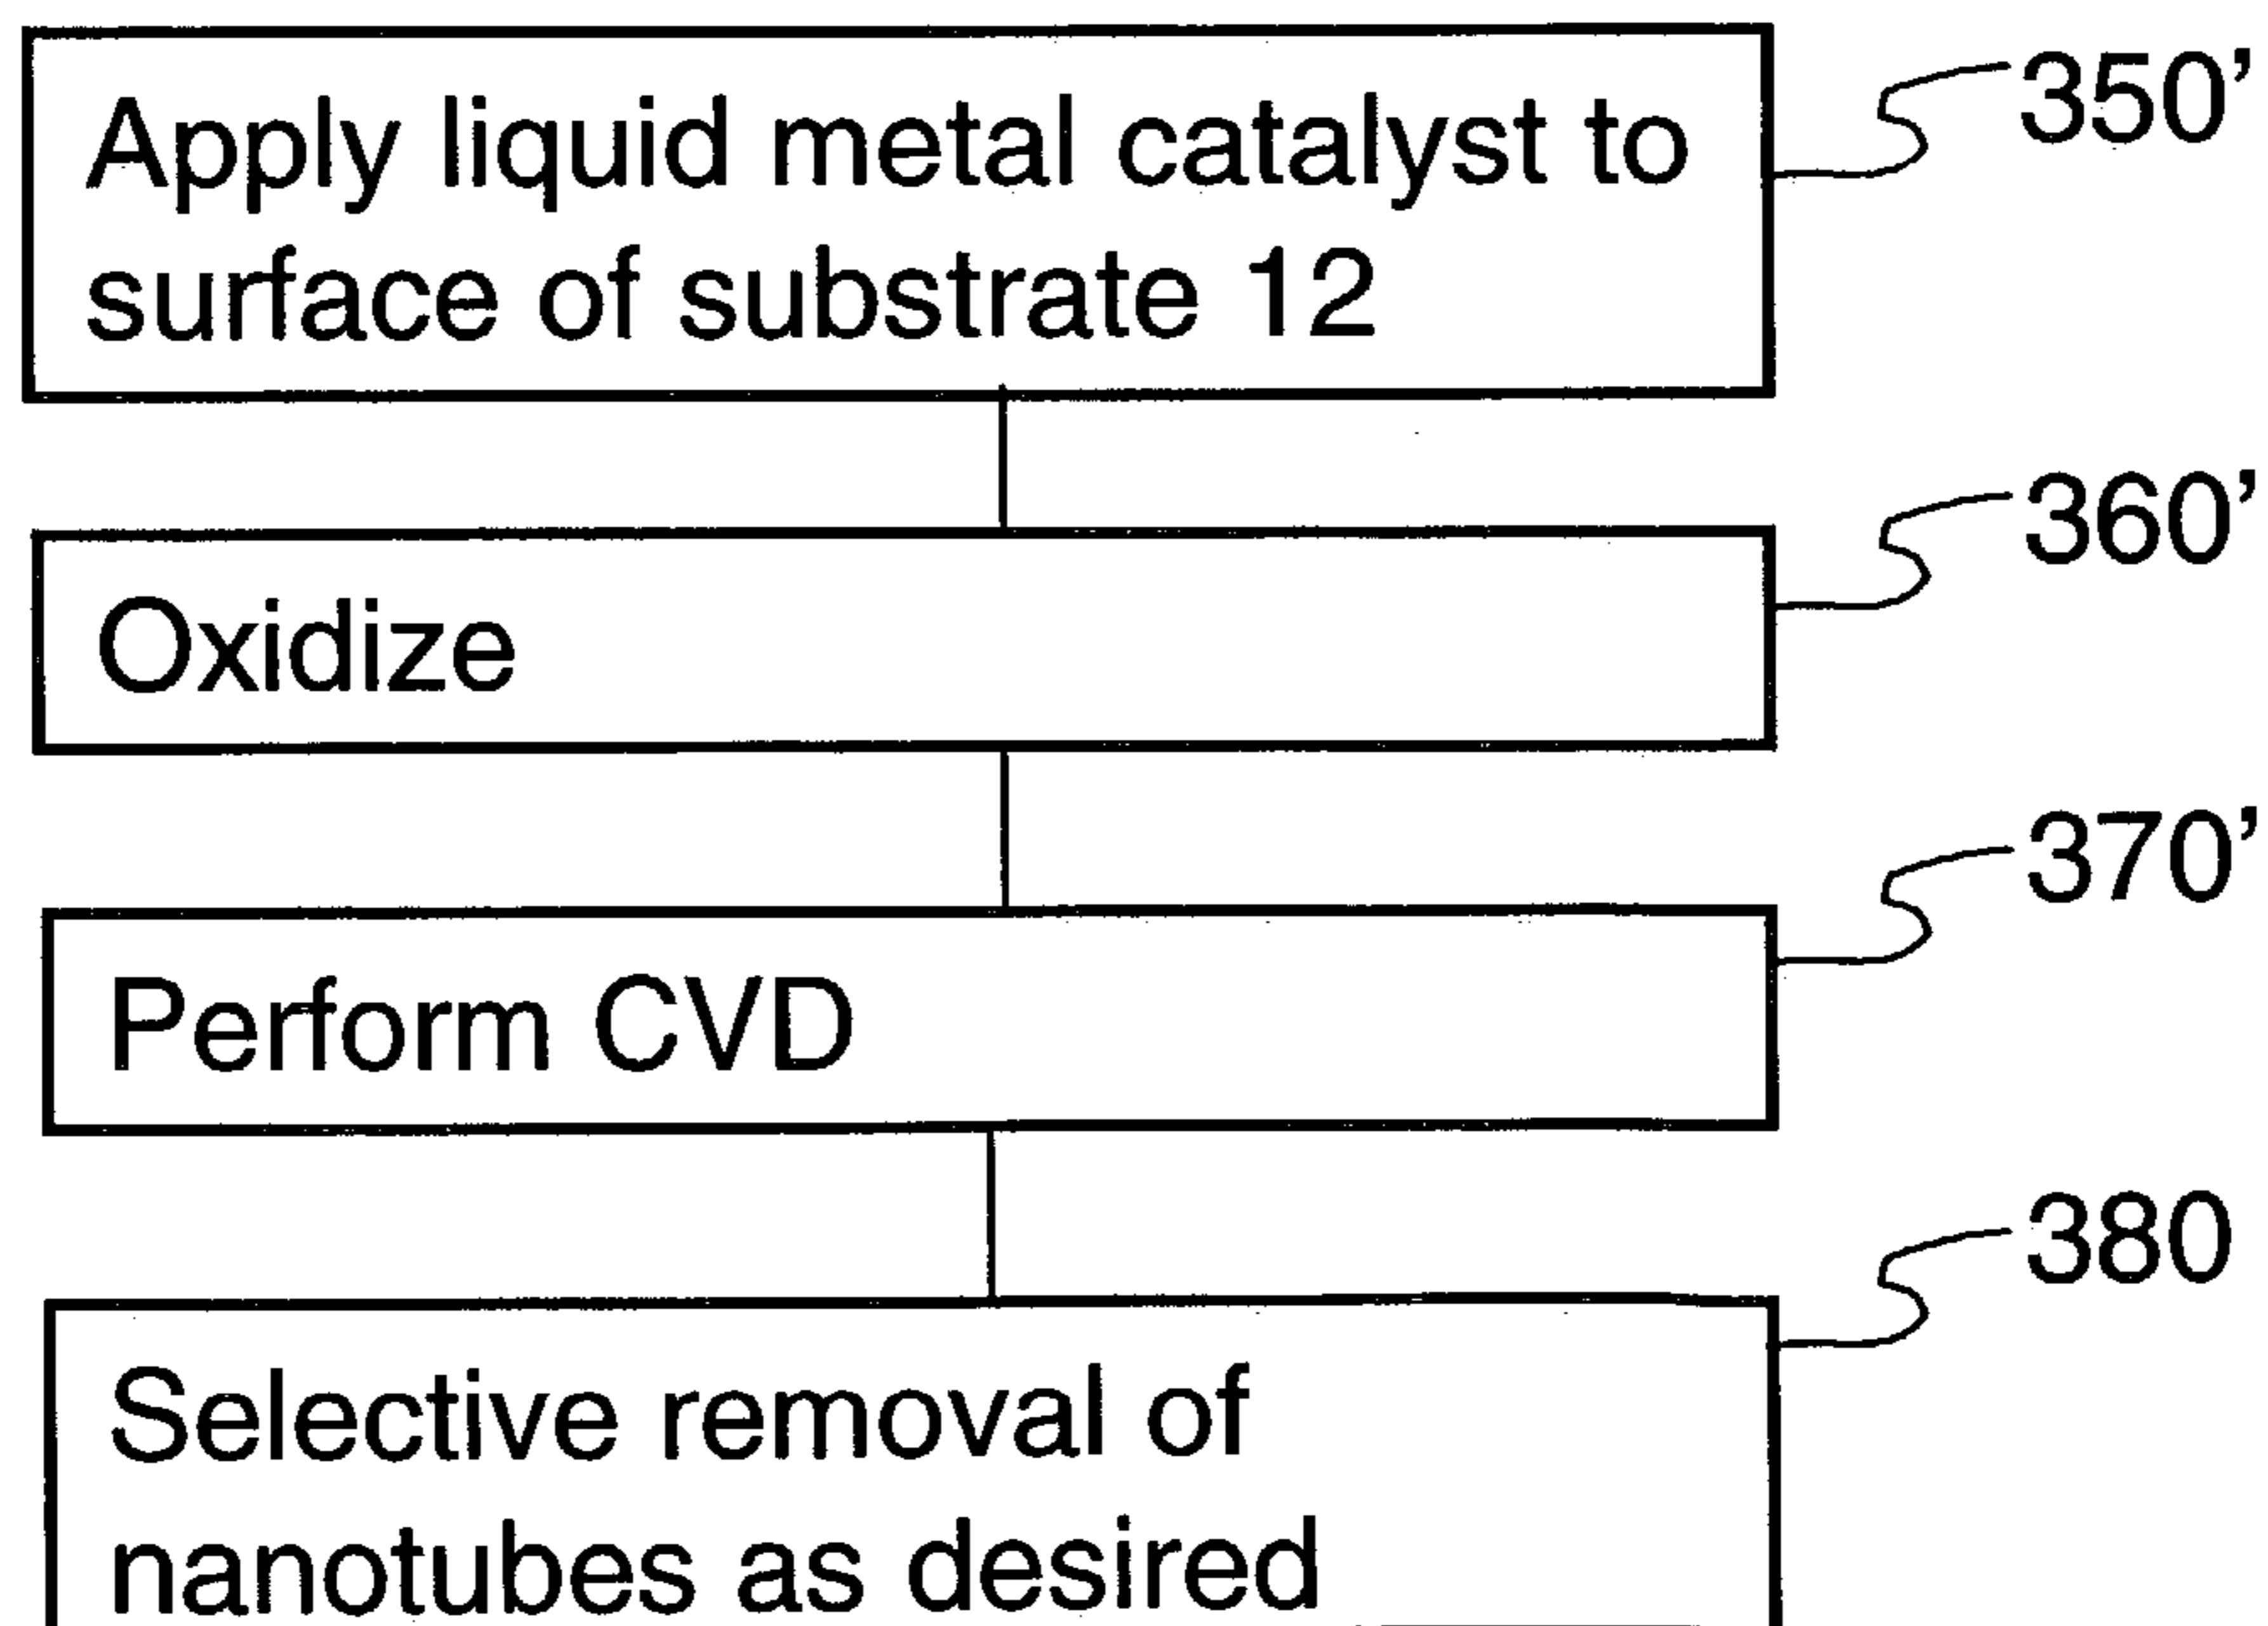 Apply liquid metal catalyst to
surface of substrate 12
350'
Oxidize
360'
Perform CVD
370'
Selective removal of
nanotubes as desired
380